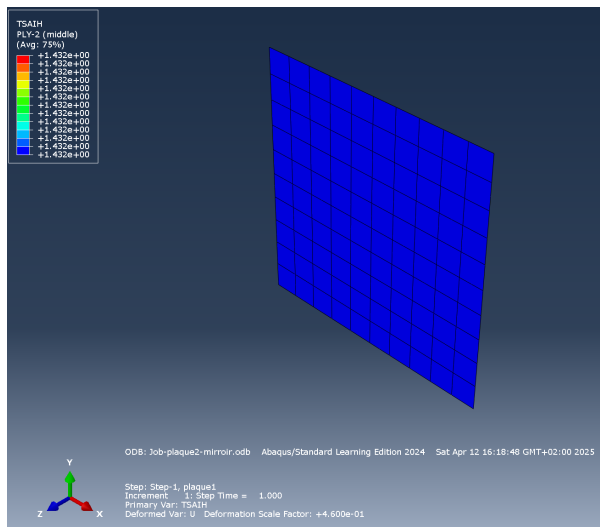 TSAIH
PLY-2 (middle)
(Avg: 75%)
+1.432e+00
+1.432e+00
+1.432e+00
+1.432e+00
+1.432e+00
+1.432e+00
+1.432e+00
+1.432e+00
+1.432e+00
+1.432e+00
+1.432e+00
+1.432e+00
+1.432e+00
ODB: Job-plaque2-mirroir.odb Abaqus/Standard Learning Edition 2024 Sat Apr 12 16:18:48 GMT+02:00 2025
Y
Z X
Step: Step-1, plaque1
Increment 1: Step Time = 1.000
Primary Var: TSAIH
Deformed Var: U Deformation Scale Factor: +4.600e-01